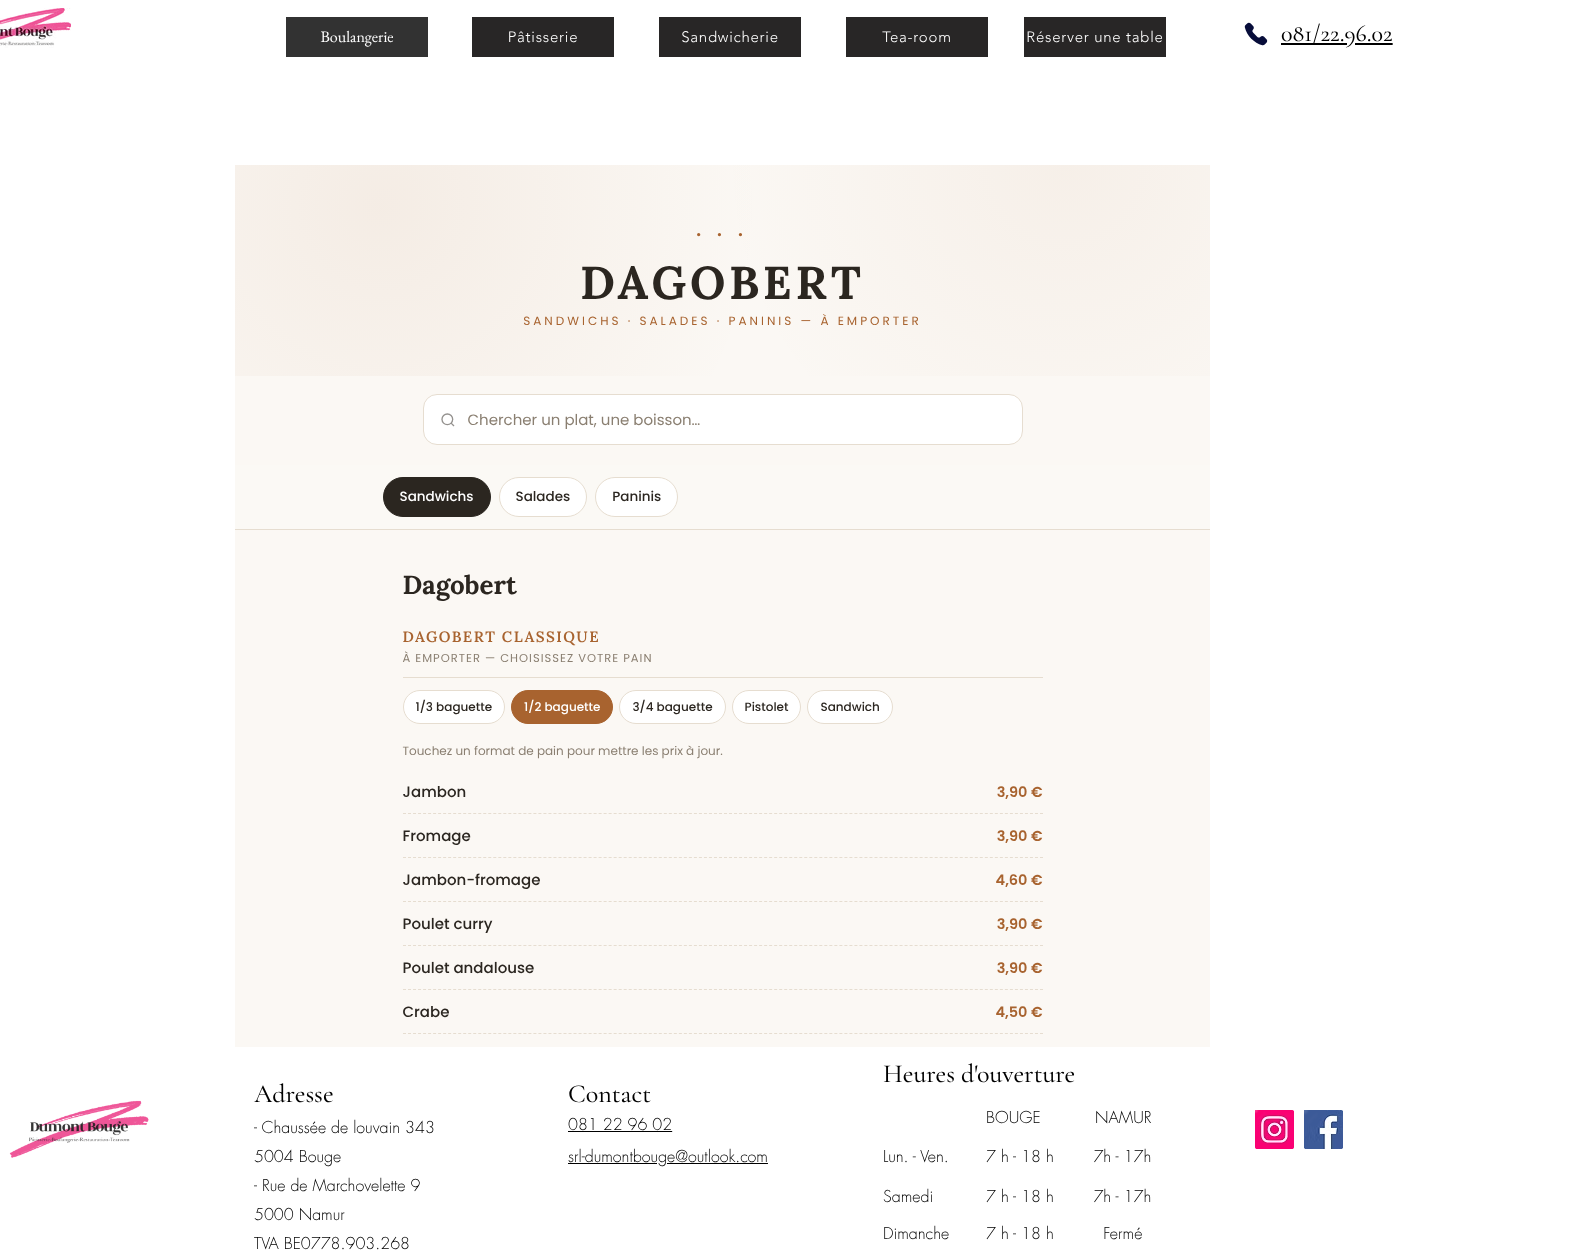 nt Bouge
Boulangerie
Pâtisserie
Sandwicherie
Tea-room
Réserver une table
081/22.96.02
DAGOBERT
SANDWICHS · SALADES · PANINIS — À EMPORTER
Chercher un plat, une boisson...
Sandwichs
Salades
Paninis
Dagobert
DAGOBERT CLASSIQUE
À EMPORTER — CHOISISSEZ VOTRE PAIN
1/3 baguette
1/2 baguette
3/4 baguette
Pistolet
Sandwich
Touchez un format de pain pour mettre les prix à jour.
Jambon 3,90 €
Fromage 3,90 €
Jambon-fromage 4,60 €
Poulet curry 3,90 €
Poulet andalouse 3,90 €
Crabe 4,50 €
Dumont Bouge
Adresse
- Chaussée de louvain 343
5004 Bouge
- Rue de Marchovelette 9
5000 Namur
TVA BE0778.903.268
Contact
081 22 96 02
srl-dumontbouge@outlook.com
Heures d'ouverture
BOUGE NAMUR
Lun. - Ven. 7 h - 18 h 7h - 17h
Samedi 7 h - 18 h 7h - 17h
Dimanche 7 h - 18 h Fermé